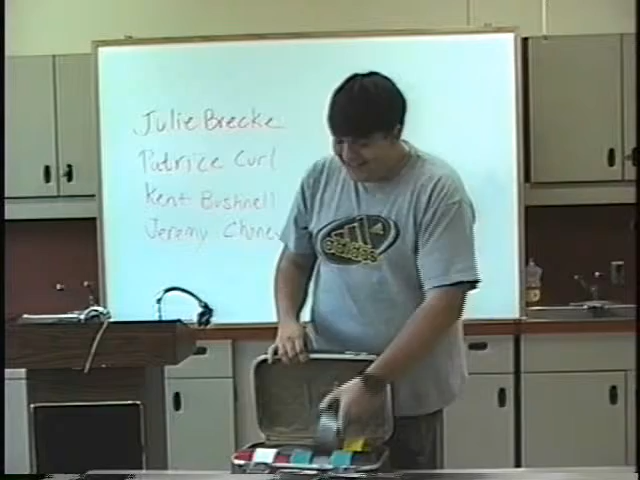 Julie Brecke
Patrice Curl
Kent Bushnell
Jeremy
adidas